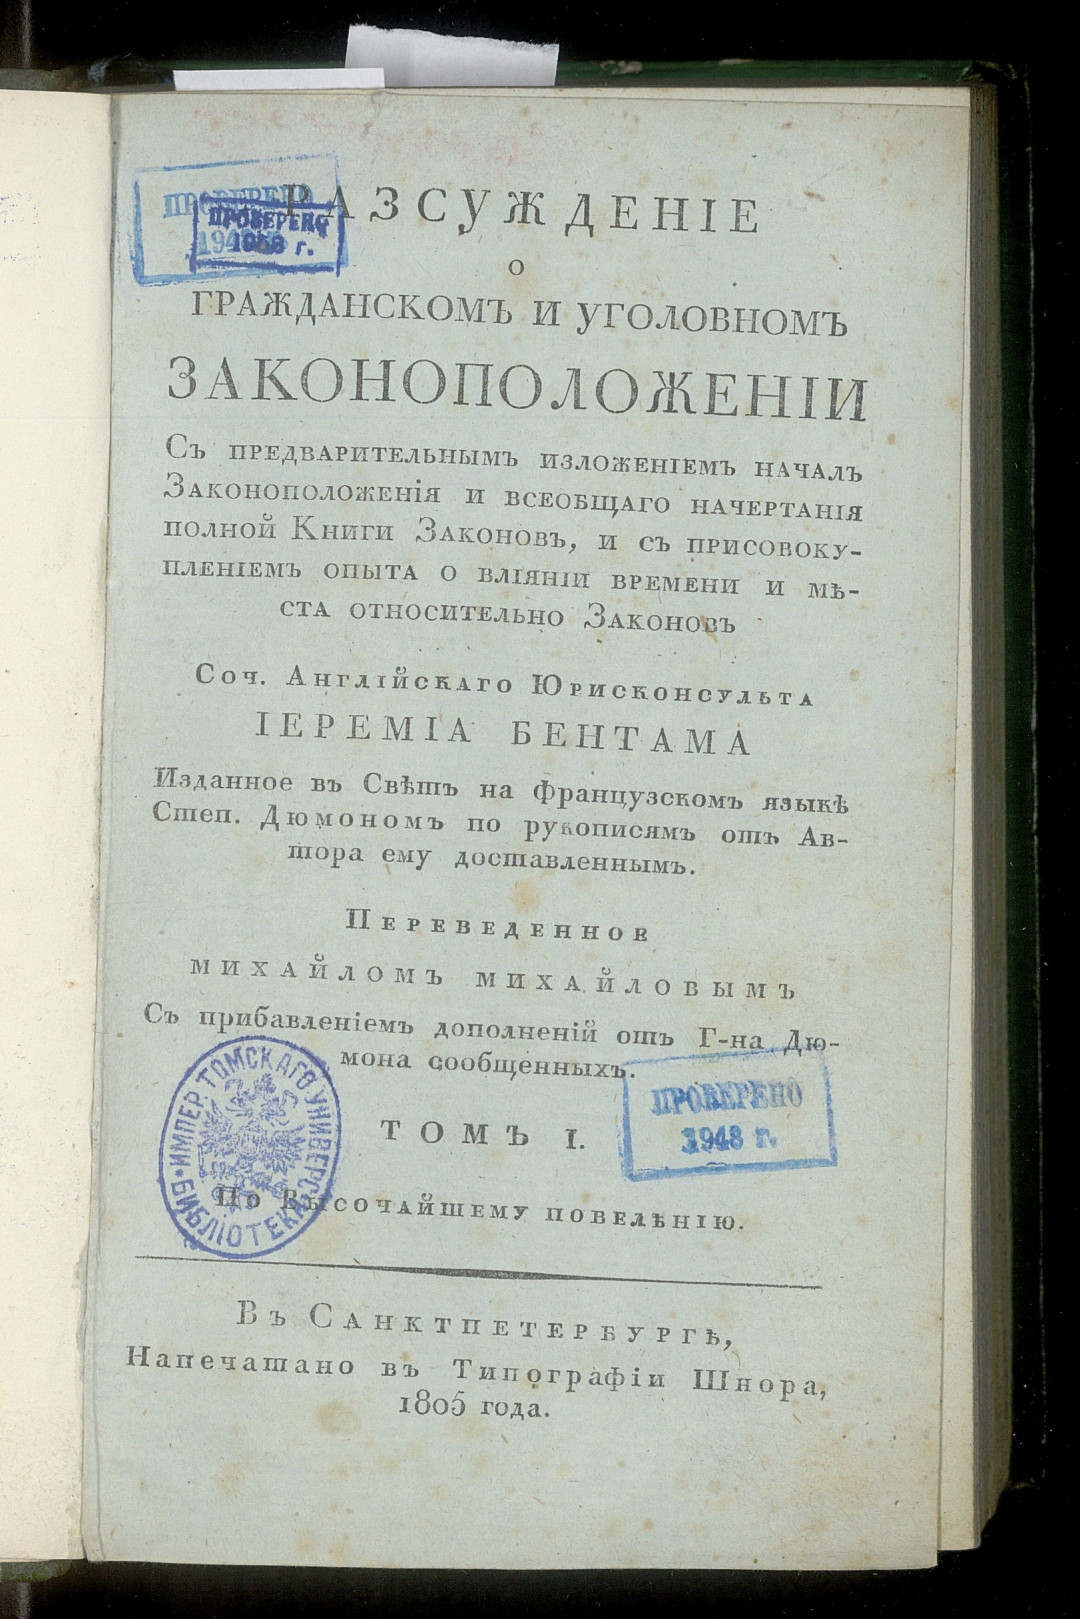 РАЗСУЖДЕНІЕ
О
ГРАЖДАНСКОМЪ И УГОЛОВНОМЪ
ЗАКОНОПОЛОЖЕНІИ
Съ предварительнымъ изложеніемъ началъ
Законоположенія и всеобщаго начертанія
полной Книги Законовъ, и съ присовоку-
пленіемъ опыта о вліяніи времени и мѣ-
ста относительно Законовъ
Соч. Англійскаго Юрисконсульта
ІЕРЕМІА БЕНТАМА
Изданное въ Свѣтъ на французскомъ языкѣ
Степ. Дюмономъ по рукописямъ отъ Ав-
тора ему доставленнымъ.
Переведенное
МИХАЙЛОМЪ МИХАЙЛОВЫМЪ
Съ прибавленіемъ дополненій отъ Г-на Дю-
мона сообщенныхъ.
ТОМЪ I.
По Высочайшему повелѣнію.
Въ Санктпетербургѣ,
Напечатано въ Типографіи Шнора,
1805 года.
ПРОВЕРЕНО
ПРОВЕРЕНО
г.
ПРОВЕРЕНО
1948 г.
ИМПЕР. ТОМСКАГО УНИВЕРС.
БИБЛІОТЕКА